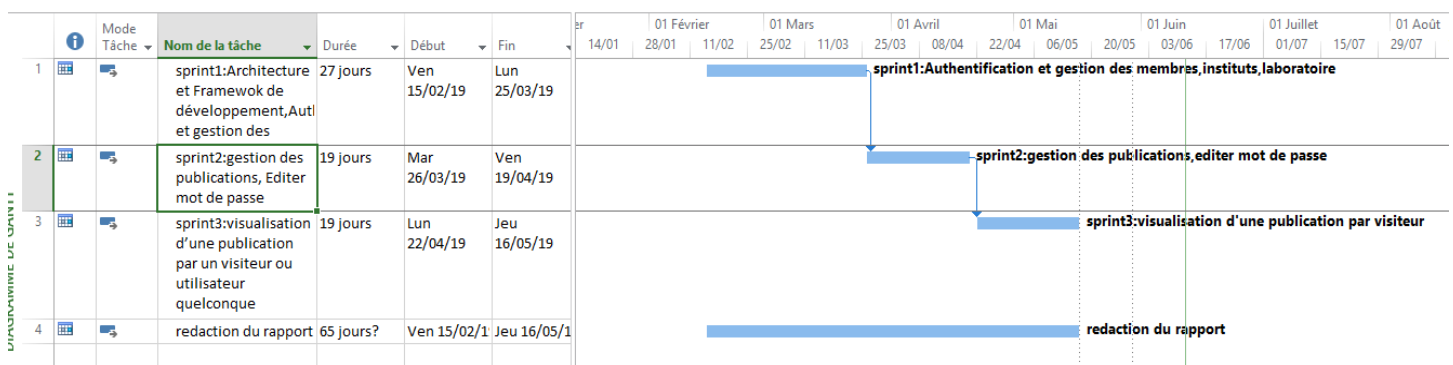 er 01 Février 01 Mars 01 Avril 01 Mai 01 Juin 01 Juillet 01 Août
Mode
Tâche Nom de la tâche Durée Début Fin 14/01 28/01 11/02 25/02 11/03 25/03 08/04 22/04 06/05 20/05 03/06 17/06 01/07 15/07 29/07
1 sprint1:Architecture 27 jours Ven Lun sprint1:Authentification et gestion des membres,instituts,laboratoire
et Framewok de 15/02/19 25/03/19
développement,Autl
et gestion des
2 sprint2:gestion des 19 jours Mar Ven sprint2:gestion des publications,editer mot de passe
publications, Editer 26/03/19 19/04/19
mot de passe
3 sprint3:visualisation 19 jours Lun Jeu sprint3:visualisation d'une publication par visiteur
d'une publication 22/04/19 16/05/19
par un visiteur ou
utilisateur
quelconque
4 redaction du rapport 65 jours? Ven 15/02/1 Jeu 16/05/1 redaction du rapport
DIAGRAMME DE GANTT